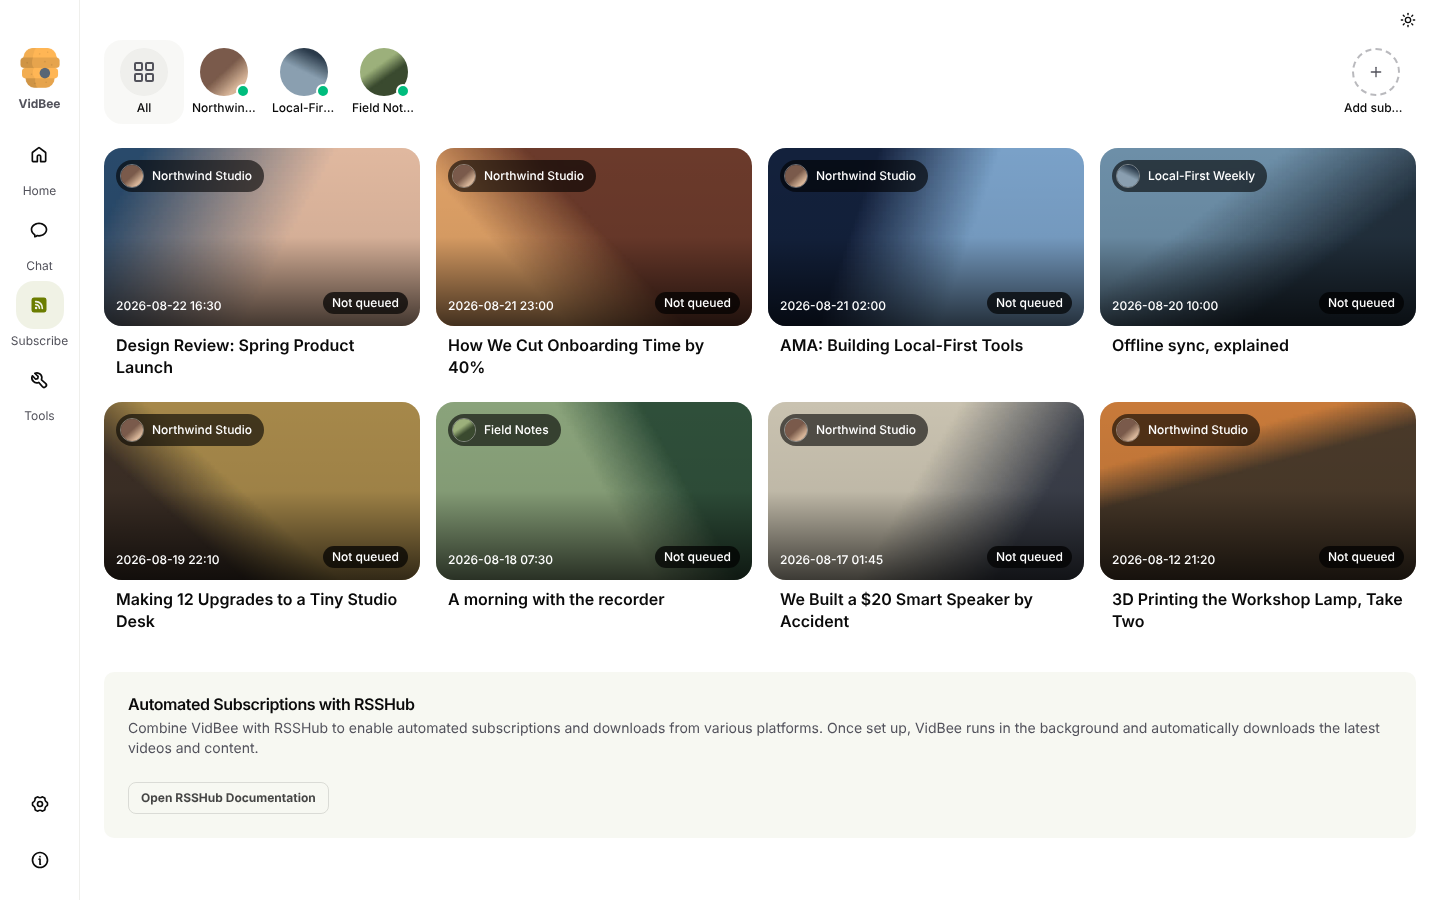 VidBee
Home
Chat
Subscribe
Tools
All
Northwin...
Local-Fir...
Field Not...
Add sub...
Northwind Studio
2026-08-22 16:30
Not queued
Design Review: Spring Product
Launch
Northwind Studio
2026-08-21 23:00
Not queued
How We Cut Onboarding Time by
40%
Northwind Studio
2026-08-21 02:00
Not queued
AMA: Building Local-First Tools
Local-First Weekly
2026-08-20 10:00
Not queued
Offline sync, explained
Northwind Studio
2026-08-19 22:10
Not queued
Making 12 Upgrades to a Tiny Studio
Desk
Field Notes
2026-08-18 07:30
Not queued
A morning with the recorder
Northwind Studio
2026-08-17 01:45
Not queued
We Built a $20 Smart Speaker by
Accident
Northwind Studio
2026-08-12 21:20
Not queued
3D Printing the Workshop Lamp, Take
Two
Automated Subscriptions with RSSHub
Combine VidBee with RSSHub to enable automated subscriptions and downloads from various platforms. Once set up, VidBee runs in the background and automatically downloads the latest
videos and content.
Open RSSHub Documentation